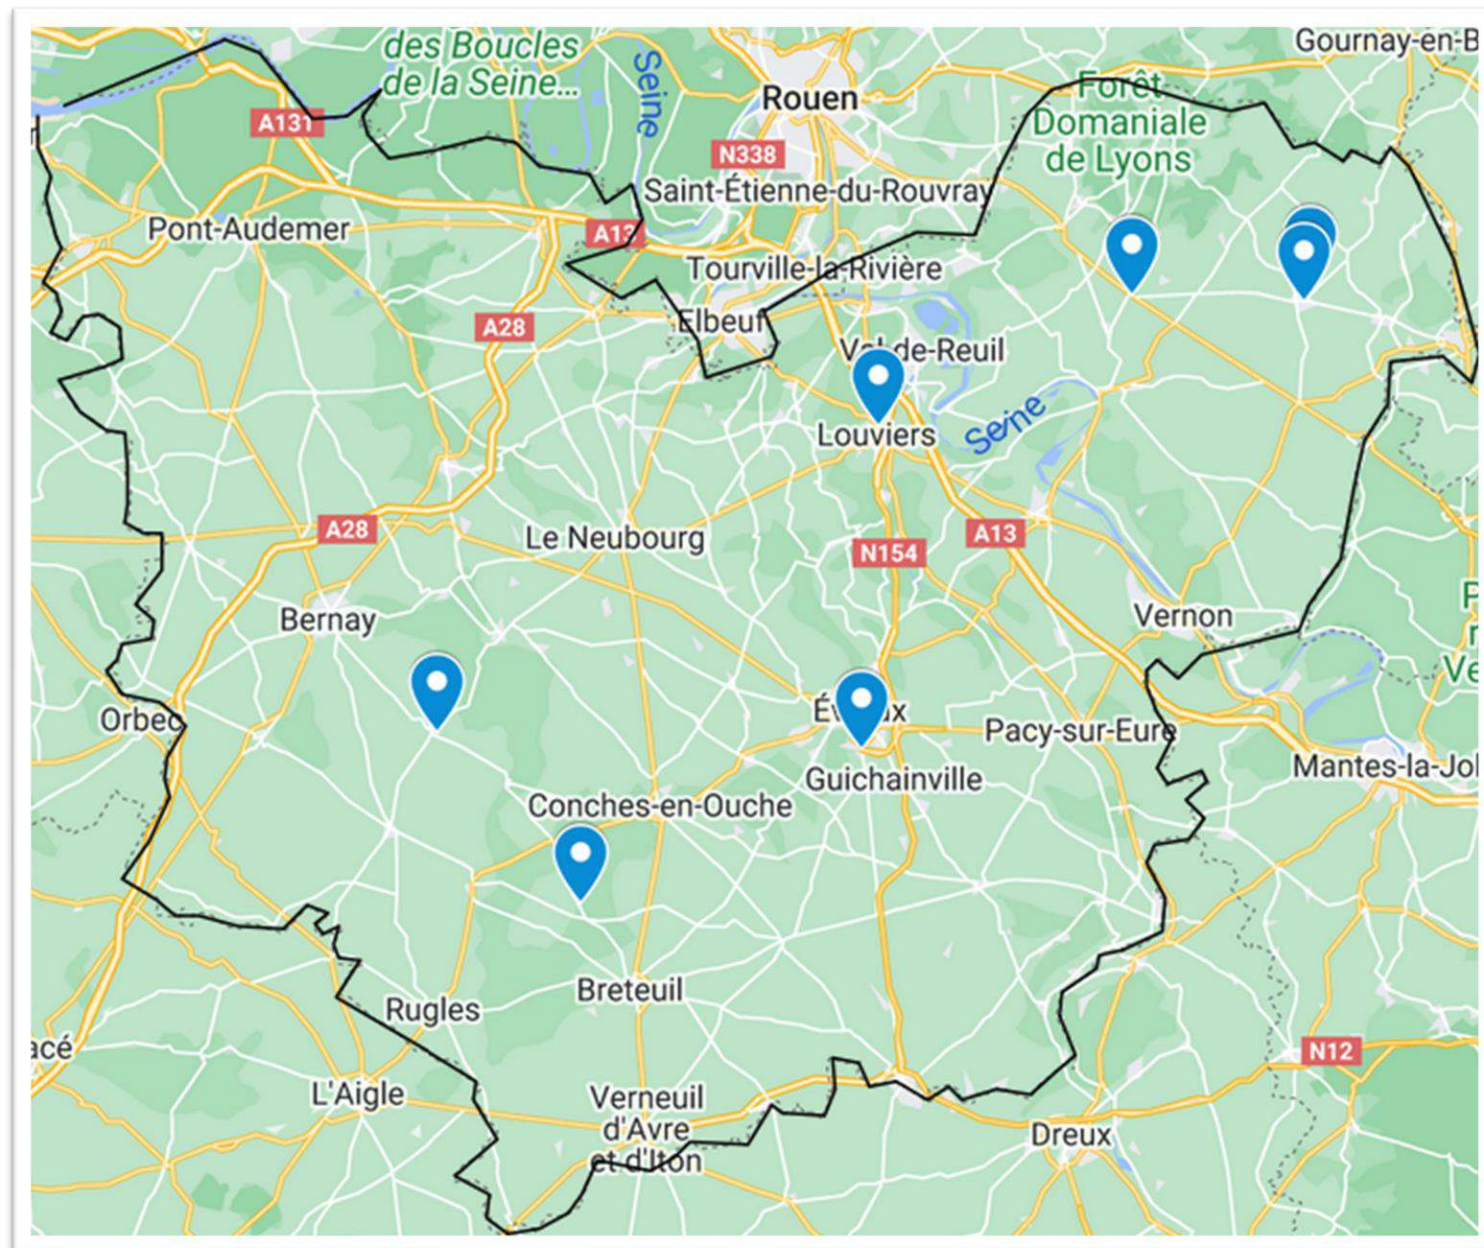 des Boucles
de la Seine...
Seine
Rouen
Gournay-en-B
A131
N338
Forêt
Domaniale
de Lyons
Saint-Étienne-du-Rouvray
Pont-Audemer
A13
Tourville-la-Rivière
Elbeuf
A28
Val-de-Reuil
Louviers
Seine
A28
Le Neubourg
N154
A13
Bernay
Vernon
P
r
Ve
Orbec
Évreux
Pacy-sur-Eure
Guichainville
Mantes-la-Jol
Conches-en-Ouche
Breteuil
Rugles
acé
N12
L'Aigle
Verneuil
d'Avre
et d'Iton
Dreux